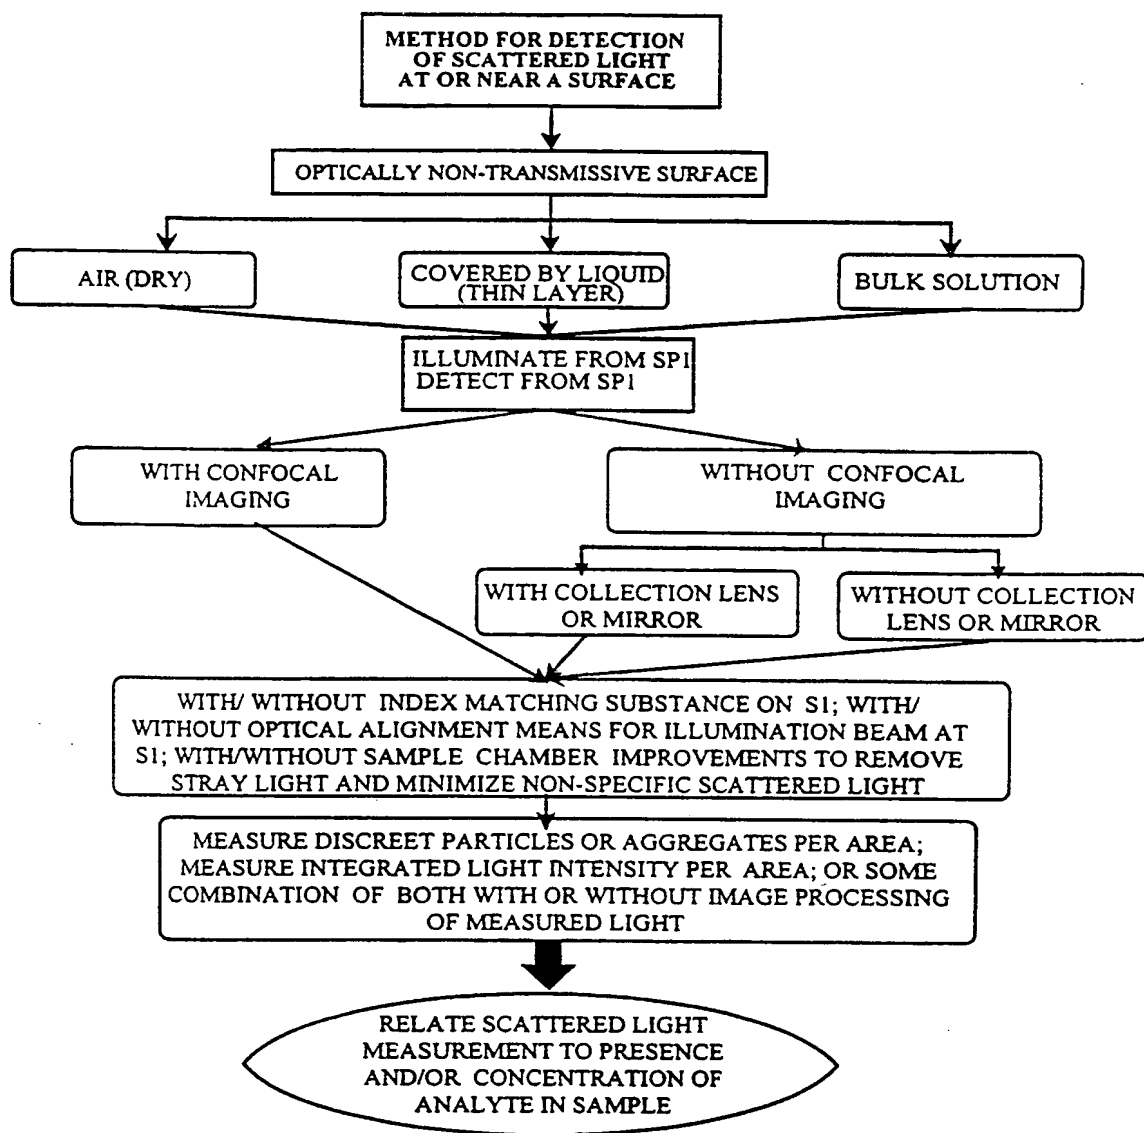 METHOD FOR DETECTION
OF SCATTERED LIGHT
AT OR NEAR A SURFACE
OPTICALLY NON-TRANSMISSIVE SURFACE
AIR (DRY)
COVERED BY LIQUID
(THIN LAYER)
BULK SOLUTION
ILLUMINATE FROM SP1
DETECT FROM SP1
WITH CONFOCAL
IMAGING
WITHOUT CONFOCAL
IMAGING
WITH COLLECTION LENS
OR MIRROR
WITHOUT COLLECTION
LENS OR MIRROR
WITH/ WITHOUT INDEX MATCHING SUBSTANCE ON S1; WITH/
WITHOUT OPTICAL ALIGNMENT MEANS FOR ILLUMINATION BEAM AT
S1; WITH/WITHOUT SAMPLE CHAMBER IMPROVEMENTS TO REMOVE
STRAY LIGHT AND MINIMIZE NON-SPECIFIC SCATTERED LIGHT
MEASURE DISCREET PARTICLES OR AGGREGATES PER AREA;
MEASURE INTEGRATED LIGHT INTENSITY PER AREA; OR SOME
COMBINATION OF BOTH WITH OR WITHOUT IMAGE PROCESSING
OF MEASURED LIGHT
RELATE SCATTERED LIGHT
MEASUREMENT TO PRESENCE
AND/OR CONCENTRATION OF
ANALYTE IN SAMPLE